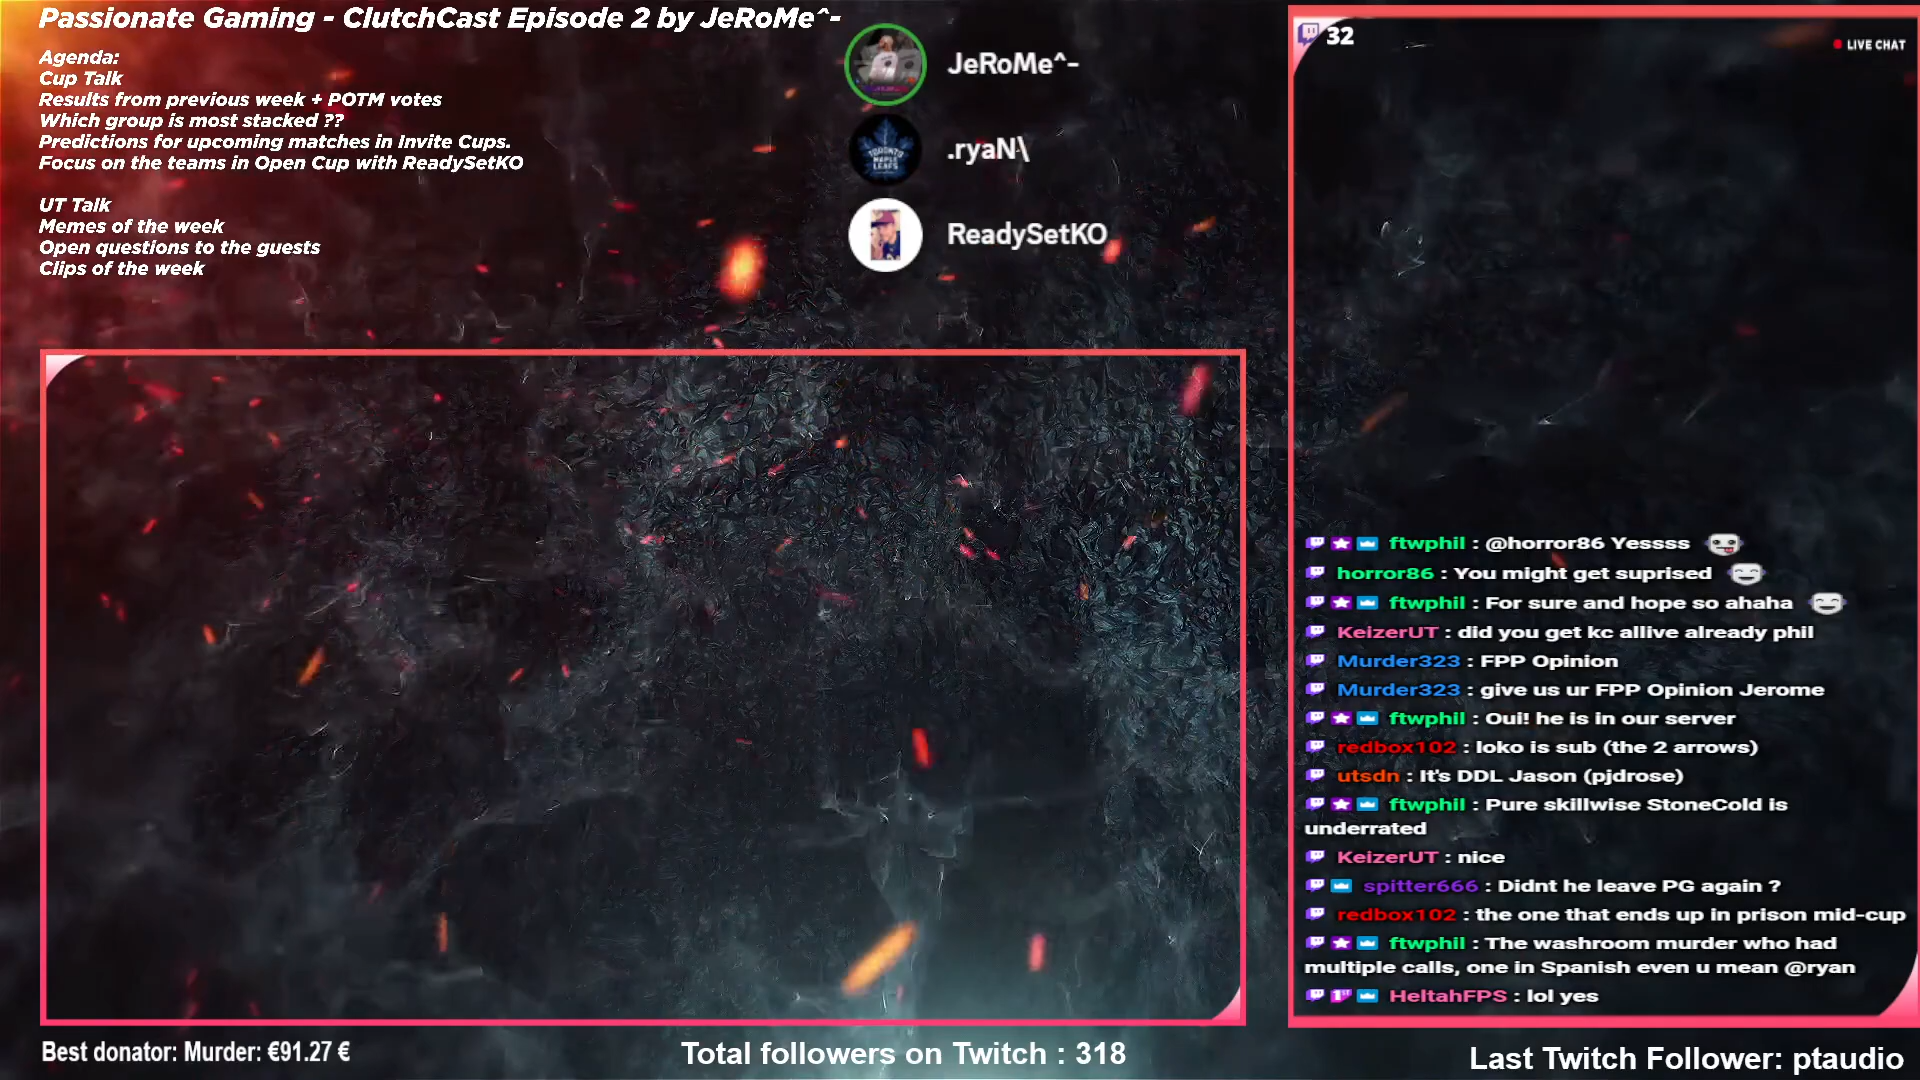 Passionate Gaming - ClutchCast Episode 2 by JeRoMe^-
Agenda:
Cup Talk
Results from previous week + POTM votes
Which group is most stacked ??
Predictions for upcoming matches in Invite Cups.
Focus on the teams in Open Cup with ReadySetKO
UT Talk
Memes of the week
Open questions to the guests
Clips of the week
JeRoMe^-
TORONTO
MAPLE
LEAFS
.ryaN\
ReadySetKO
32
LIVE CHAT
ftwphil : @horror86 Yessss
horror86 : You might get suprised
ftwphil : For sure and hope so ahaha
KeizerUT : did you get kc allive already phil
Murder323 : FPP Opinion
Murder323 : give us ur FPP Opinion Jerome
ftwphil : Oui! he is in our server
redbox102 : loko is sub (the 2 arrows)
utsdn : It's DDL Jason (pjdrose)
ftwphil : Pure skillwise StoneCold is
underrated
KeizerUT : nice
spitter666 : Didnt he leave PG again ?
redbox102 : the one that ends up in prison mid-cup
ftwphil : The washroom murder who had
multiple calls, one in Spanish even u mean @ryan
HeltahFPS : lol yes
Best donator: Murder: €91.27 €
Total followers on Twitch : 318
Last Twitch Follower: ptaudio